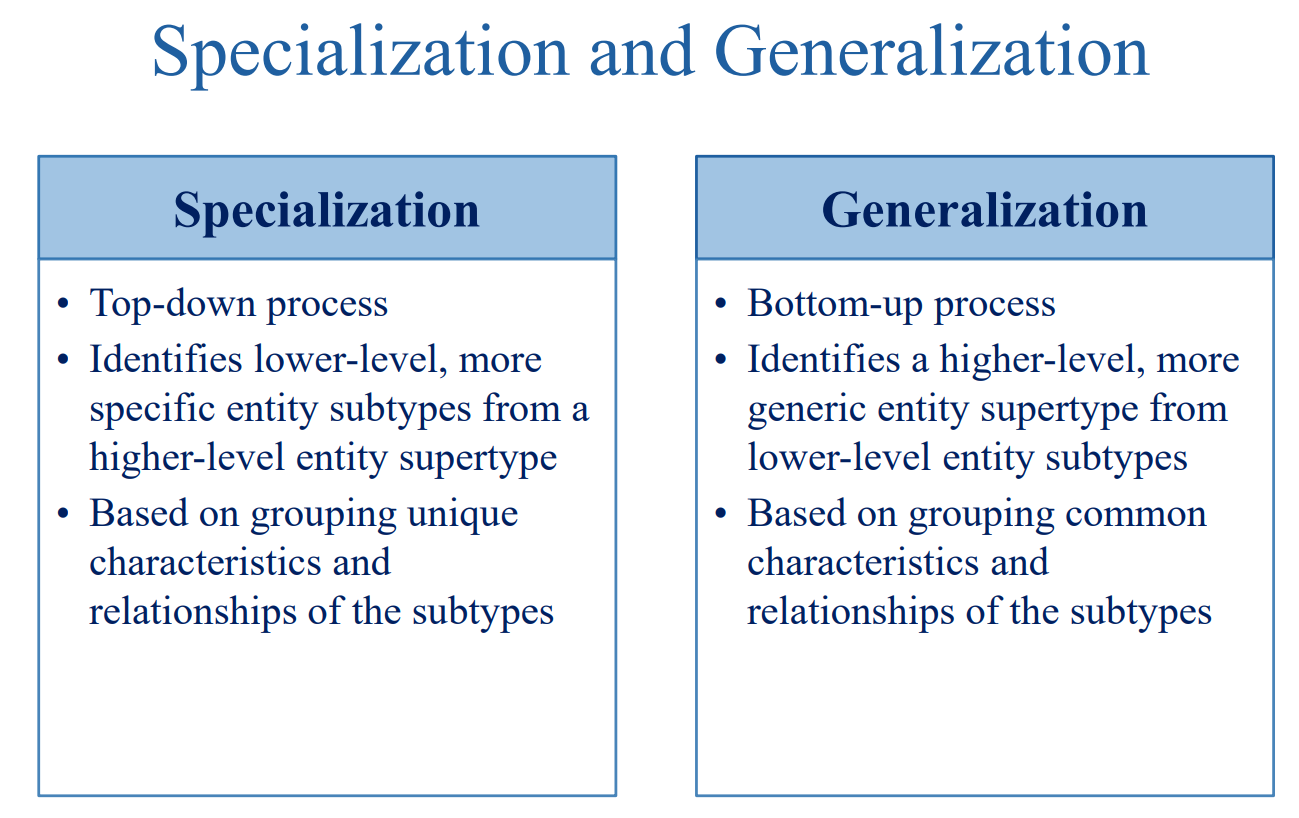 Specialization and Generalization
Specialization
• Top-down process
• Identifies lower-level, more
specific entity subtypes from a
higher-level entity supertype
• Based on grouping unique
characteristics and
relationships of the subtypes
Generalization
• Bottom-up process
• Identifies a higher-level, more
generic entity supertype from
lower-level entity subtypes
• Based on grouping common
characteristics and
relationships of the subtypes